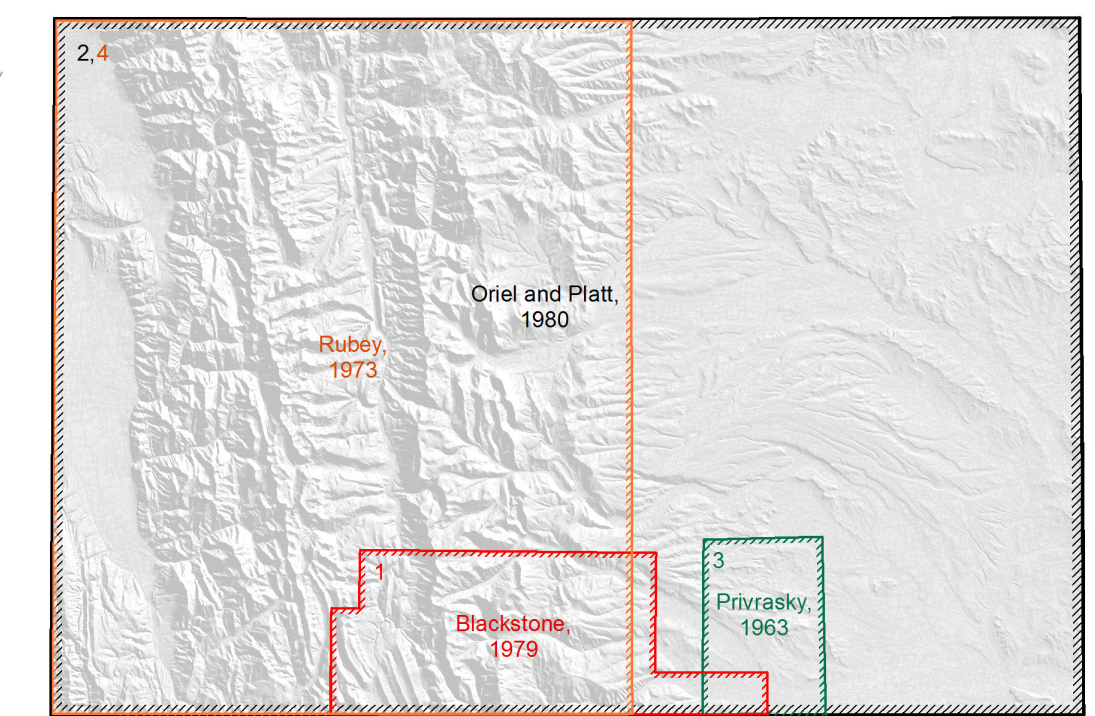 2,4
Oriel and Platt,
1980
Rubey,
1973
1
3
Privrasky,
1963
Blackstone,
1979